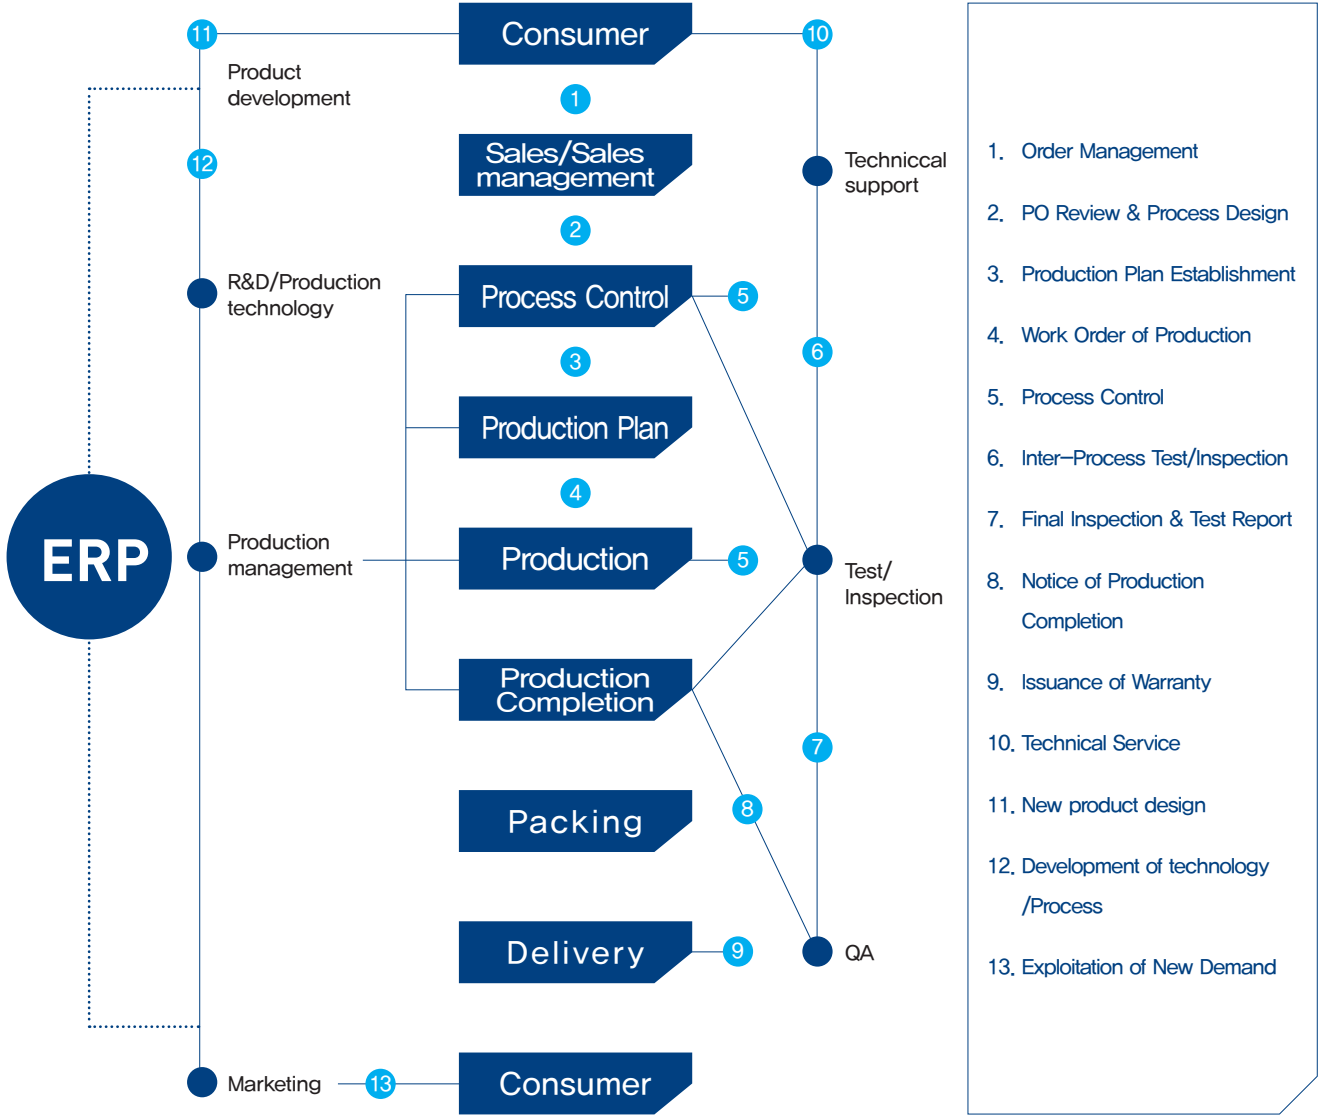 11
Consumer
10
Product
development
1
12
Sales/Sales
management
Techniccal
support
2
R&D/Production
technology
Process Control
5
3
6
Production Plan
4
ERP
Production
management
Production
5
Test/
Inspection
Production
Completion
7
Packing
8
Delivery
9
QA
Marketing
13
Consumer
1. Order Management
2. PO Review & Process Design
3. Production Plan Establishment
4. Work Order of Production
5. Process Control
6. Inter-Process Test/Inspection
7. Final Inspection & Test Report
8. Notice of Production
Completion
9. Issuance of Warranty
10. Technical Service
11. New product design
12. Development of technology
/Process
13. Exploitation of New Demand